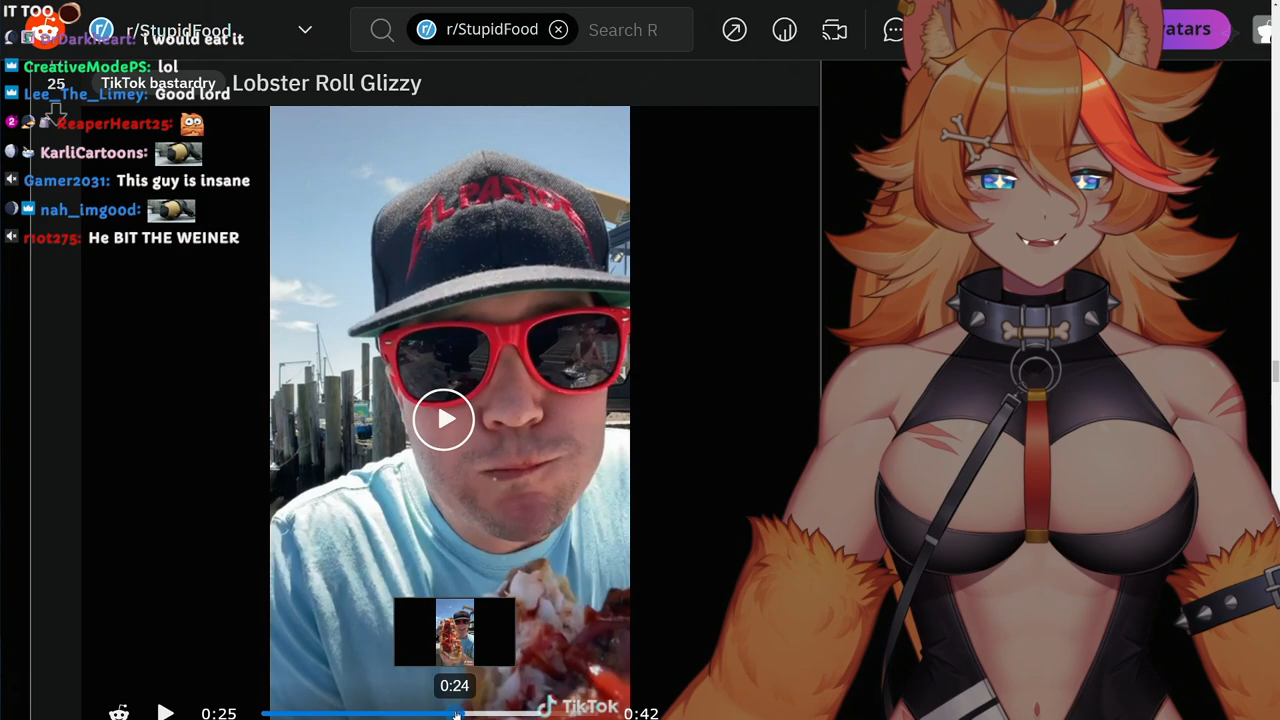 IT TOO
r/StupidFood
r/StupidFood
Search R
atars
DrDarkHeart: i would eat it
CreativeModePS: lol
25
TikTok bastardry
Lobster Roll Glizzy
Lee_The_Limey: Good lord
ReaperHeart25:
KarliCartoons:
Gamer2031: This guy is insane
nah_imgood:
r1ot275: He BIT THE WEINER
AL PASTOR
0:24
TikTok
0:25
0:42